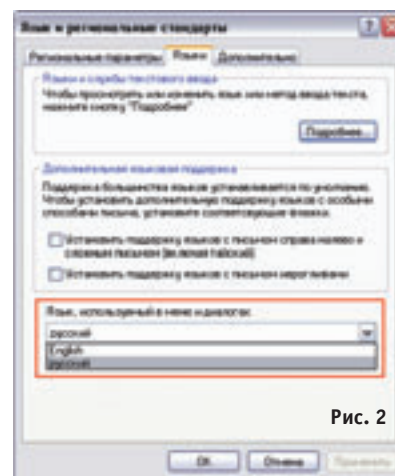 Язык и региональные стандарты
Региональные параметры Языки Дополнительно
Языки и службы текстового ввода
Чтобы просмотреть или изменить язык или метод ввода текста,
нажмите кнопку "Подробнее"
Подробнее...
Дополнительная языковая поддержка
Поддержка большинства языков устанавливается по умолчанию.
Чтобы установить дополнительную поддержку языков с особыми
способами письма, установите соответствующие флажки.
Установить поддержку языков с письмом справа налево и
сложным письмом (включая тайский)
Установить поддержку языков с письмом иероглифами
Язык, используемый в меню и диалогах:
русский
English
русский
Рис. 2
OK Отмена Применить